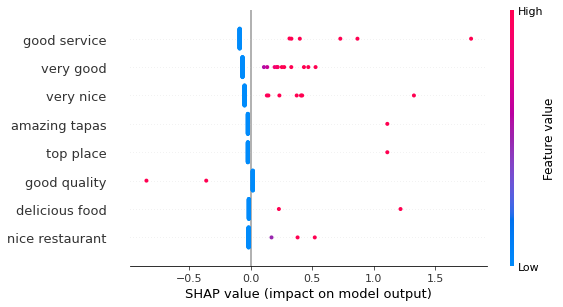 High
good service
very good
very nice
amazing tapas
top place
good quality
delicious food
nice restaurant
Feature value
Low
−0.5 0.0 0.5 1.0 1.5
SHAP value (impact on model output)